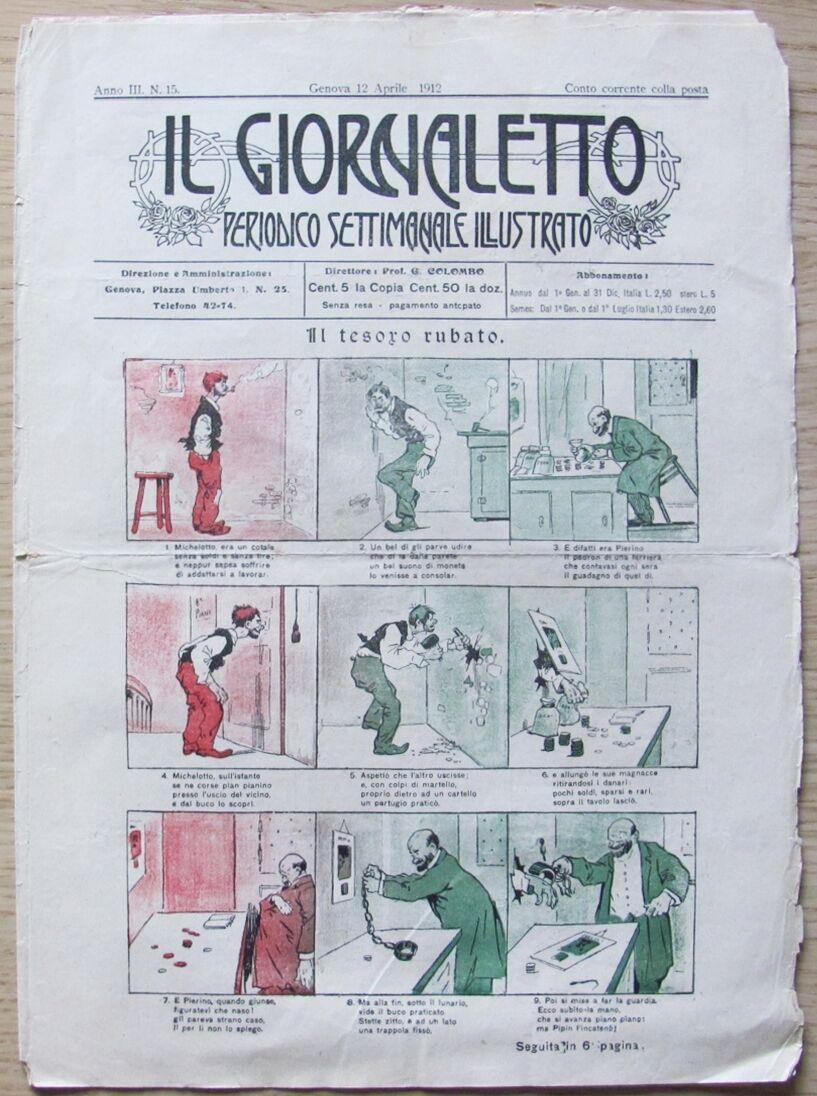 Anno III. N. 15.
Genova 12 Aprile 1912
Conto corrente colla posta
IL GIORNALETTO
PERIODICO SETTIMANALE ILLUSTRATO
Direzione e Amministrazione:
Genova, Piazza Umberto I. N. 25.
Telefono 42-74.
Direttore: Prof. G. COLOMBO
Cent. 5 la Copia Cent. 50 la doz.
Senza resa - pagamento antcpato
Abbonamento:
Annuo dal 1º Gen. al 31 Dic. Italia L. 2,50 stero L. 5
Semes: Dal 1º Gen. o dal 1º Luglio Italia 1,30 Estero 2,60
Il tesoro rubato.
1. Michelotto, era un cotale
senza soldi e senza lire;
e neppur sapea soffrire
di addattarsi a lavorar.
2. Un bel dì gli parve udire
che di là dalla parete
un bel suono di monete
lo venisse a consolar.
3. E difatti era Pierino
il padron di una ferriera
che contavasi ogni sera
il guadagno di quel dì.
4. Michelotto, sull'istante
se ne corse pian pianino
presso l'uscio del vicino,
e dal buco lo scoprì.
5. Aspettò che l'altro uscisse;
e, con colpi di martello,
proprio dietro ad un cartello
un pertugio praticò.
6. e allungò le sue magnacce
ritirandosi i danari:
pochi soldi, sparsi e rari,
sopra il tavolo lasciò.
7. E Pierino, quando giunse,
figuratevi che naso!
gli pareva strano caso,
lì per lì non lo spiego.
8. Ma alla fin, sotto il lunario,
vide il buco praticato.
Stette zitto, e ad un lato
una trappola fissò.
9. Poi si mise a far la guardia.
Ecco subito la mano,
che si avanza piano piano:
ma Pipin l'incatenò!
Seguita in 6ª pagina.